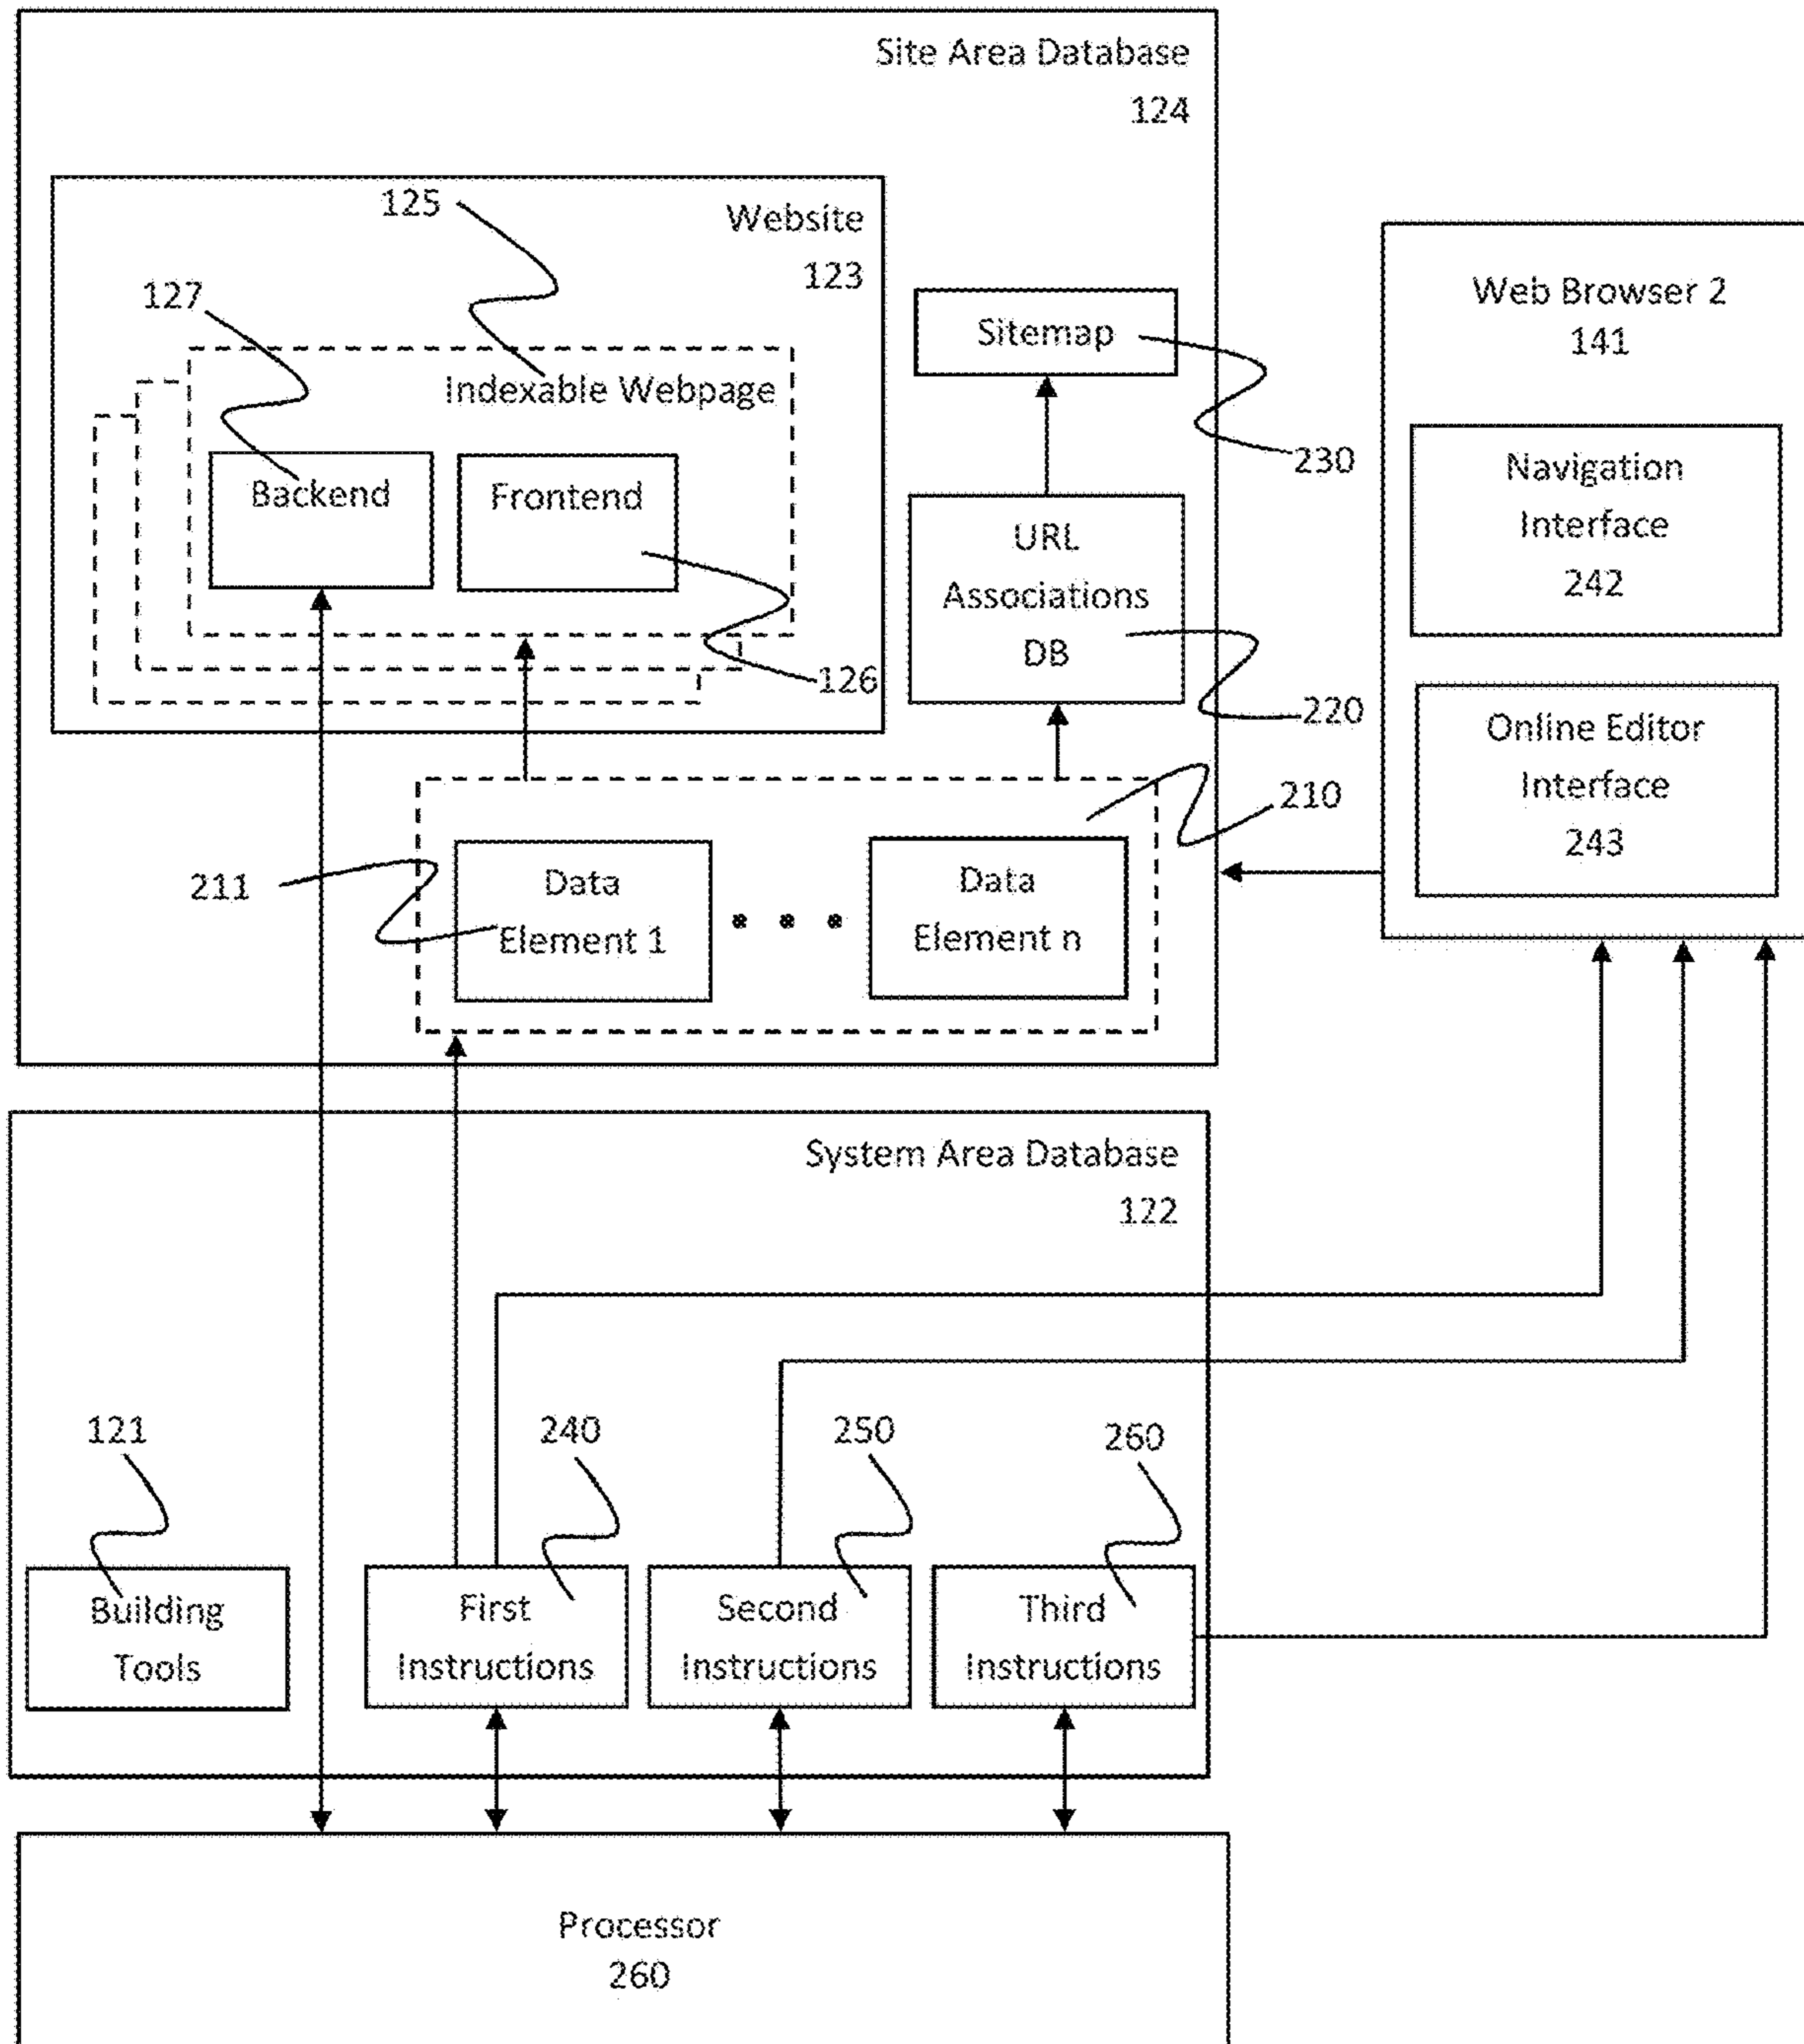 Site Area Database
124
Website
123
125
127
Indexable Webpage
Backend
Frontend
126
Sitemap
230
URL
Associations
DB
220
210
211
Data
Element 1
Data
Element n
Web Browser 2
141
Navigation
Interface
242
Online Editor
Interface
243
System Area Database
122
121
240
250
260
Building
Tools
First
Instructions
Second
Instructions
Third
Instructions
Processor
260